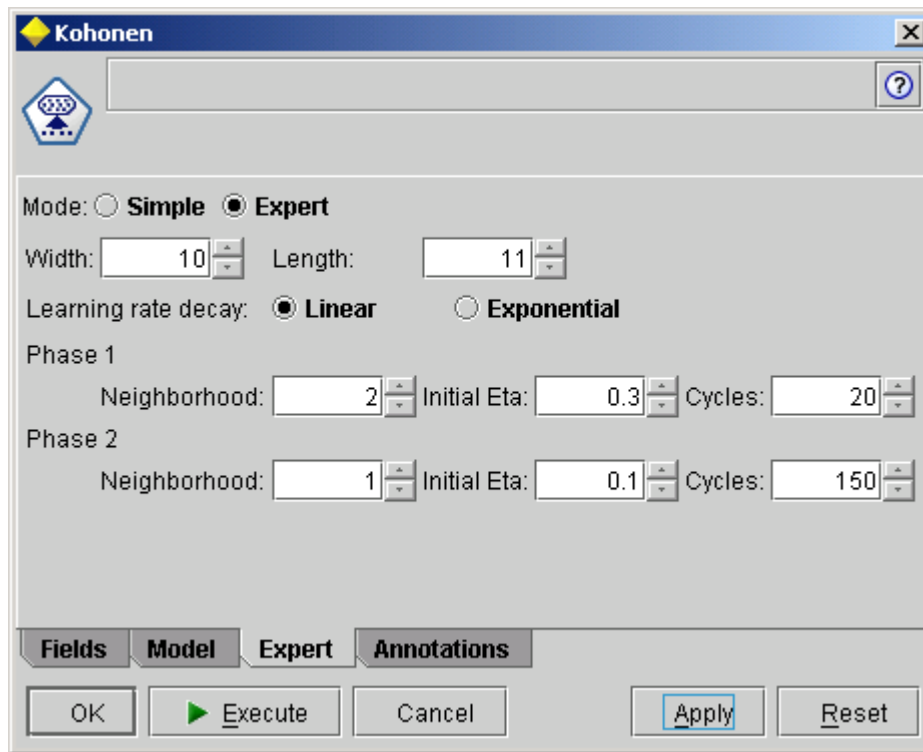 Kohonen
?
Mode: Simple Expert
Width: 10 Length: 11
Learning rate decay: Linear Exponential
Phase 1
Neighborhood: 2 Initial Eta: 0.3 Cycles: 20
Phase 2
Neighborhood: 1 Initial Eta: 0.1 Cycles: 150
Fields Model Expert Annotations
OK Execute Cancel Apply Reset